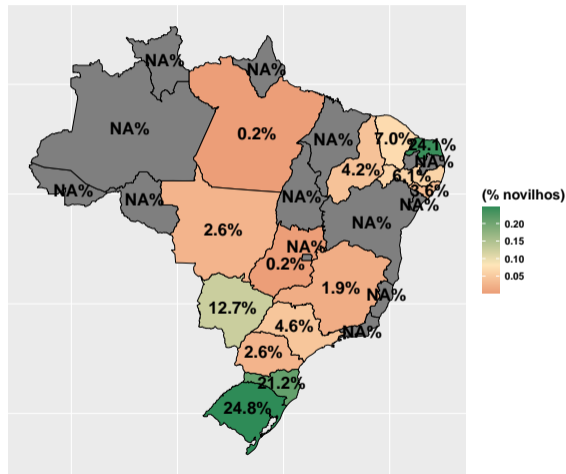 NA%
NA%
NA%
0.2%
NA%
7.0%
24.1%
NA%
4.2%
6.1%
3.6%
NA%
NA%
NA%
NA%
NA%
2.6%
NA%
0.2%
1.9%
NA%
12.7%
4.6%
NA%
2.6%
21.2%
24.8%
(% novilhos)
0.20
0.15
0.10
0.05